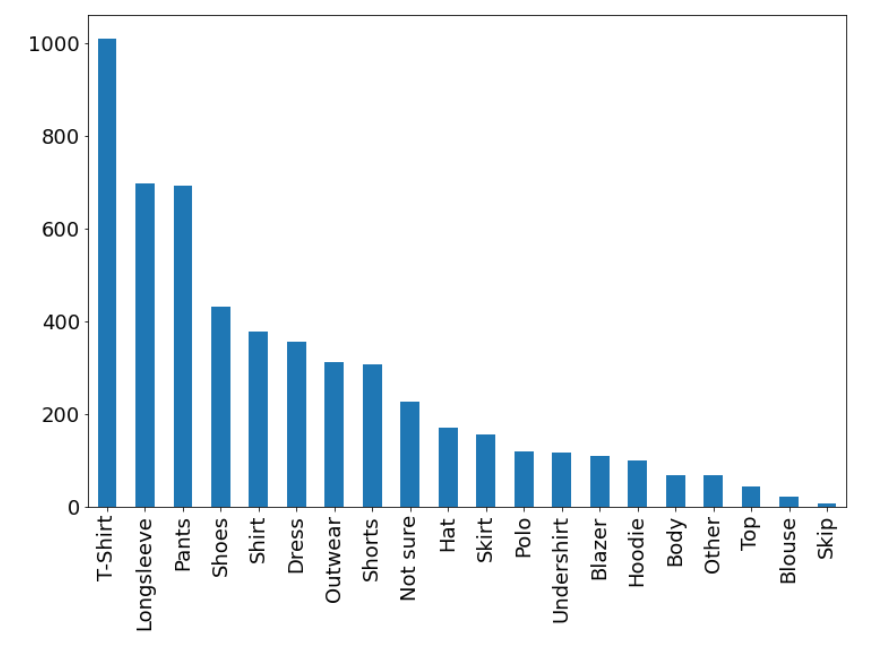 1000
800
600
400
200
0
T-Shirt
Longsleeve
Pants
Shoes
Shirt
Dress
Outwear
Shorts
Not sure
Hat
Skirt
Polo
Undershirt
Blazer
Hoodie
Body
Other
Top
Blouse
Skip